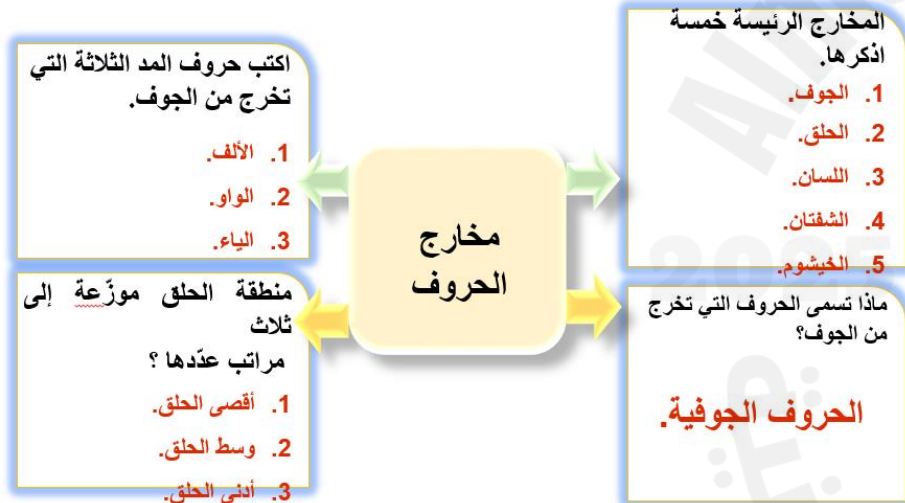 المخارج الرئيسة خمسة
اذكرها.
1. الجوف.
2. الحلق.
3. اللسان.
4. الشفتان.
5. الخيشوم.
اكتب حروف المد الثلاثة التي
تخرج من الجوف.
1. الألف.
2. الواو.
3. الياء.
مخارج
الحروف
ماذا تسمى الحروف التي تخرج
من الجوف؟
الحروف الجوفية.
منطقة الحلق موزّعة إلى
ثلاث
مراتب عدّدها ؟
1. أقصى الحلق.
2. وسط الحلق.
3. أدنى الحلق.
2025